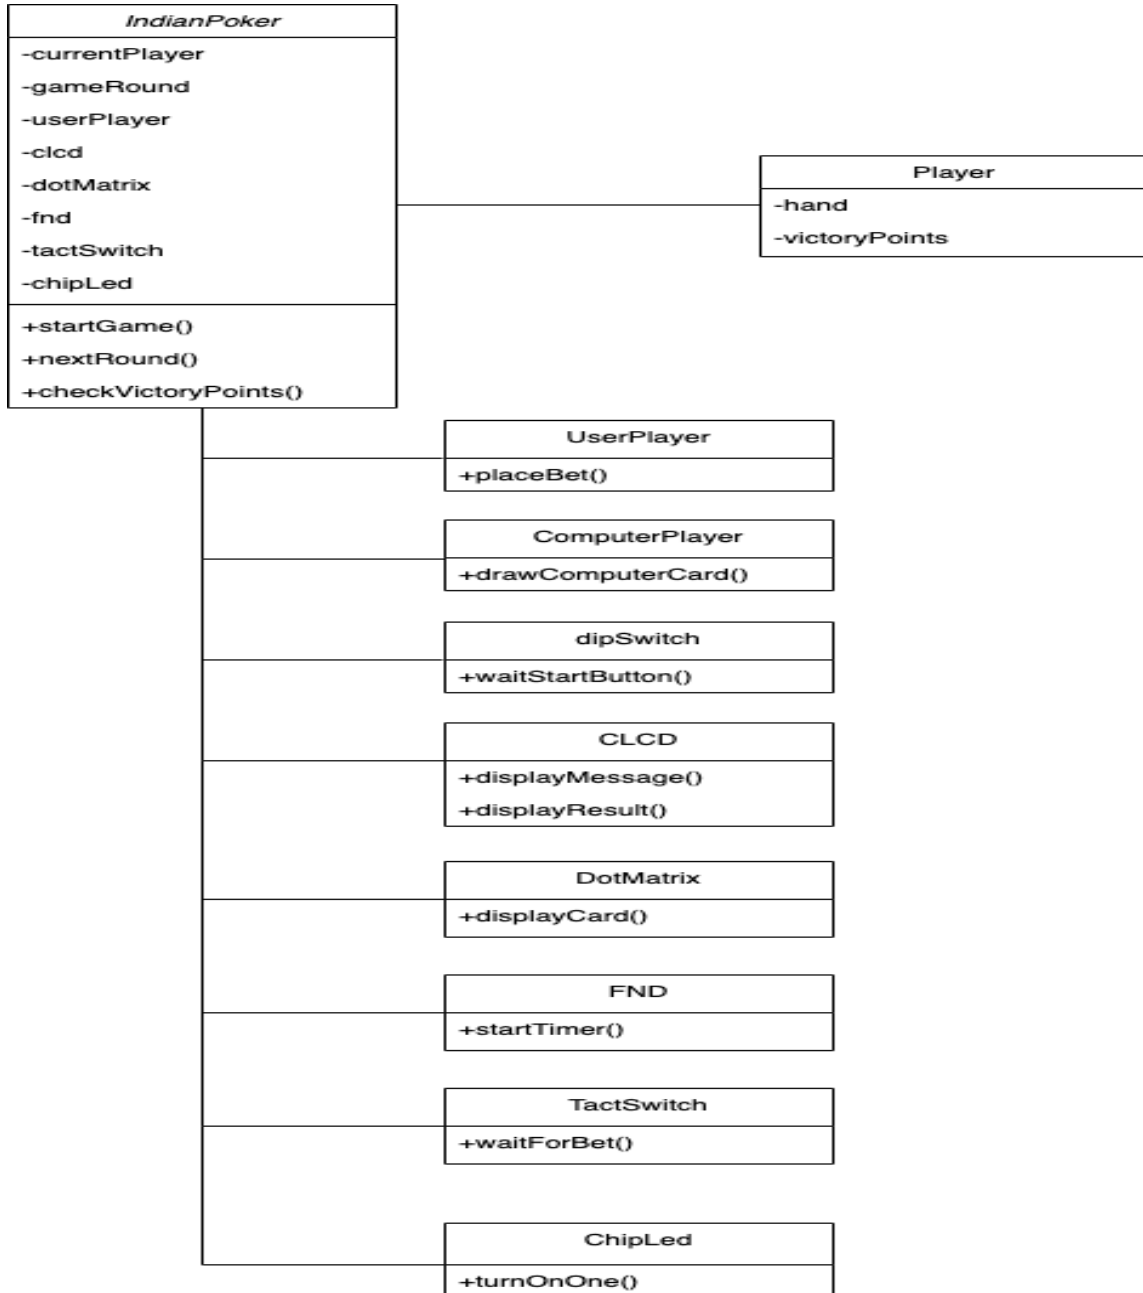 IndianPoker
-currentPlayer
-gameRound
-userPlayer
-clcd
-dotMatrix
-fnd
-tactSwitch
-chipLed
+startGame()
+nextRound()
+checkVictoryPoints()
Player
-hand
-victoryPoints
UserPlayer
+placeBet()
ComputerPlayer
+drawComputerCard()
dipSwitch
+waitStartButton()
CLCD
+displayMessage()
+displayResult()
DotMatrix
+displayCard()
FND
+startTimer()
TactSwitch
+waitForBet()
ChipLed
+turnOnOne()